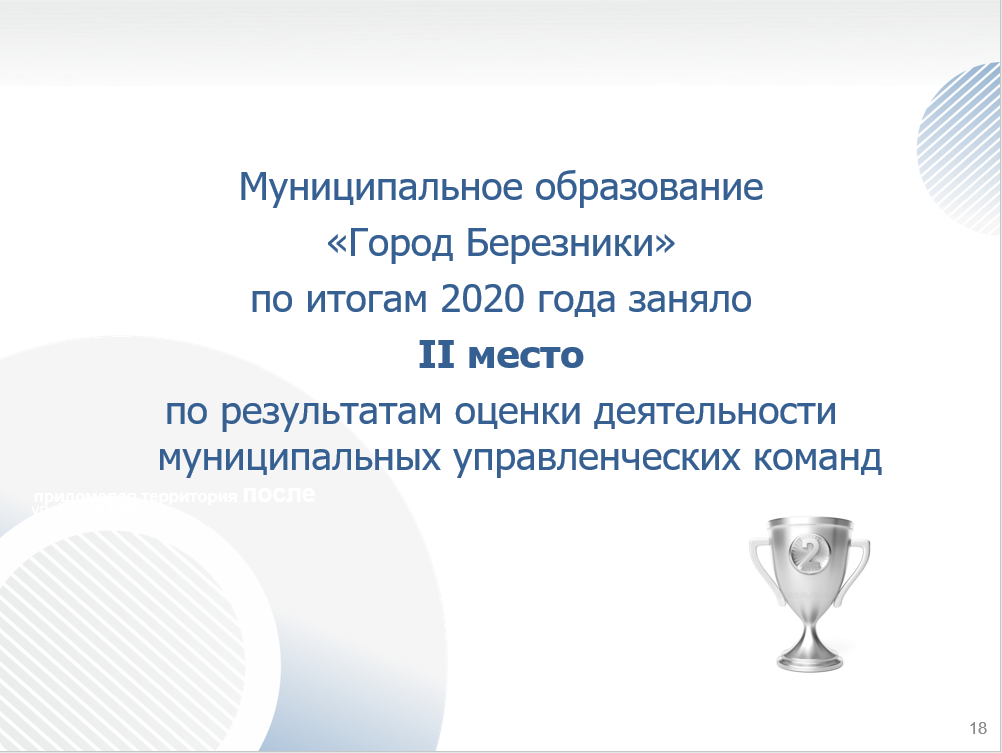 Муниципальное образование
«Город Березники»
по итогам 2020 года заняло
II место
по результатам оценки деятельности
муниципальных управленческих команд
придомовая территория после
2
18